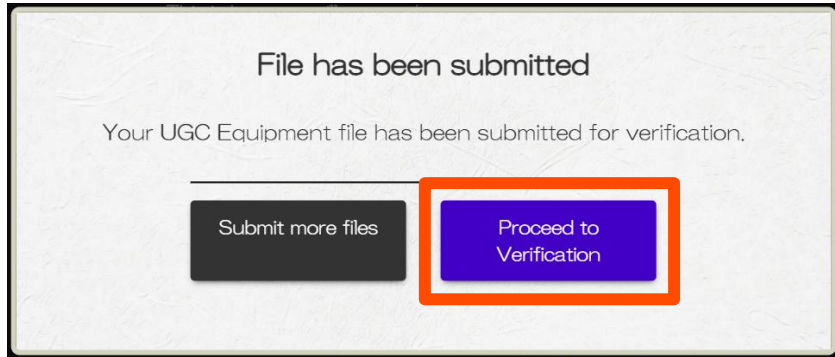 File has been submitted
Your UGC Equipment file has been submitted for verification.
Submit more files
Proceed to
Verification